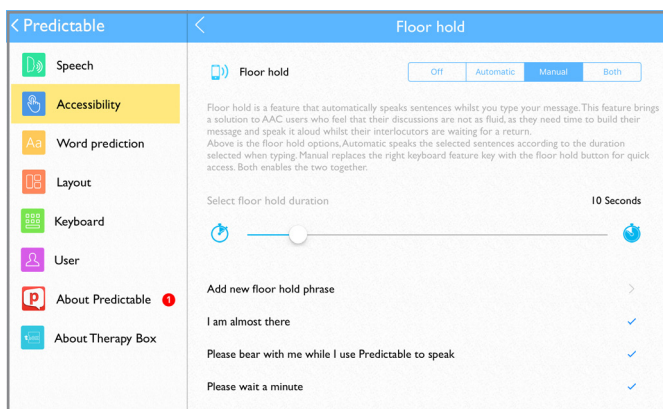 Predictable
Floor hold
Speech
Accessibility
Aa Word prediction
Layout
Keyboard
User
About Predictable 1
About Therapy Box
Floor hold
Off Automatic Manual Both
Floor hold is a feature that automatically speaks sentences whilst you type your message. This feature brings
a solution to AAC users who feel that their discussions are not as fluid, as they need time to build their
message and speak it aloud whilst their interlocutors are waiting for a return.
Above is the floor hold options, Automatic speaks the selected sentences according to the duration
selected when typing. Manual replaces the right keyboard feature key with the floor hold button for quick
access. Both enables the two together.
Select floor hold duration 10 Seconds
Add new floor hold phrase
I am almost there
Please bear with me while I use Predictable to speak
Please wait a minute